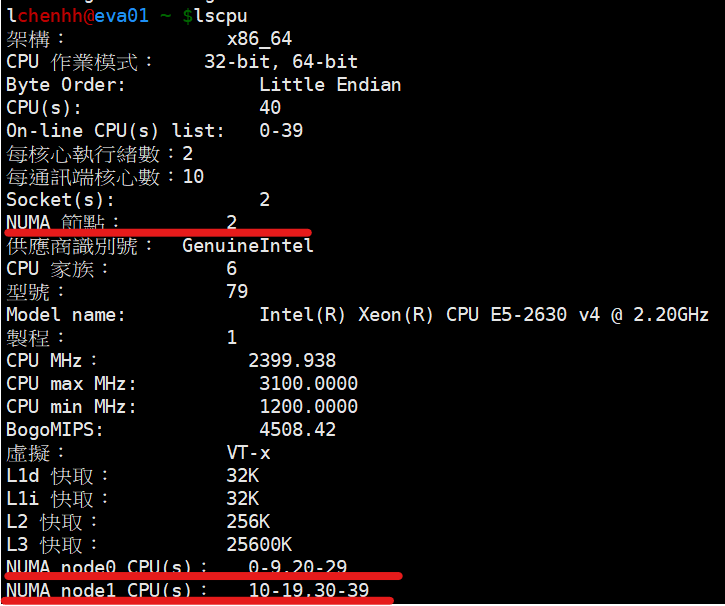 lchenhh@eva01 ~ $lscpu
架構： x86_64
CPU 作業模式： 32-bit, 64-bit
Byte Order: Little Endian
CPU(s): 40
On-line CPU(s) list: 0-39
每核心執行緒數：2
每通訊端核心數：10
Socket(s): 2
NUMA 節點： 2
供應商識別號： GenuineIntel
CPU 家族： 6
型號： 79
Model name: Intel(R) Xeon(R) CPU E5-2630 v4 @ 2.20GHz
製程： 1
CPU MHz： 2399.938
CPU max MHz: 3100.0000
CPU min MHz: 1200.0000
BogoMIPS: 4508.42
虛擬： VT-x
L1d 快取： 32K
L1i 快取： 32K
L2 快取： 256K
L3 快取： 25600K
NUMA node0 CPU(s)： 0-9,20-29
NUMA node1 CPU(s)： 10-19,30-39